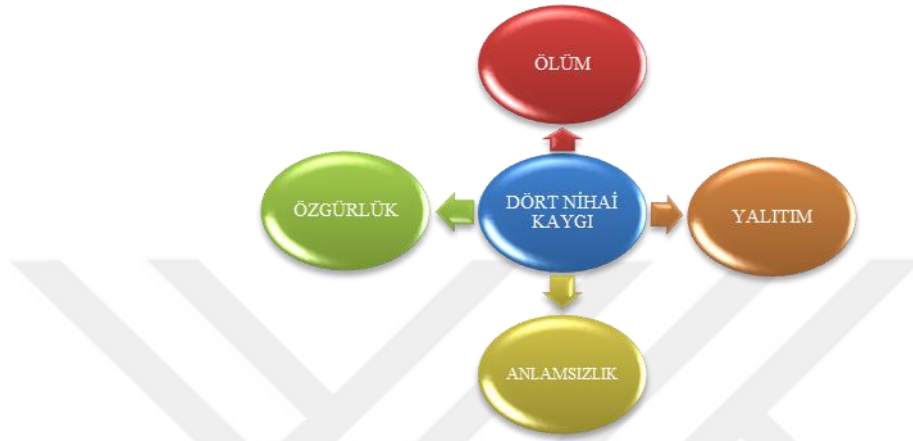 ÖLÜM
ÖZGÜRLÜK
DÖRT NİHAİ
KAYGI
YALITIM
ANLAMSIZLIK